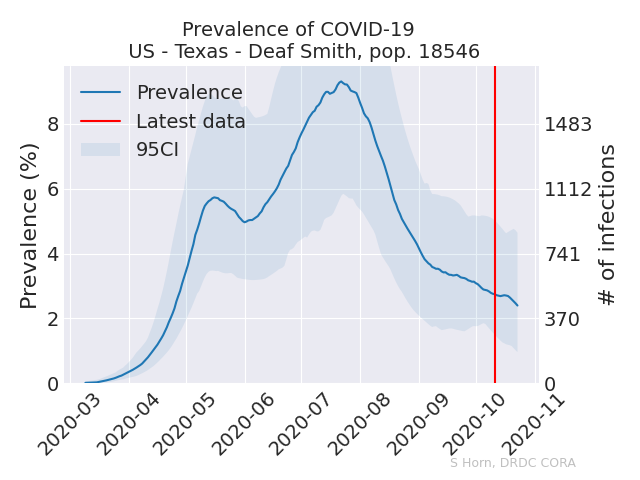 Prevalence of COVID-19
US - Texas - Deaf Smith, pop. 18546
Prevalence
Latest data
95CI
Prevalence (%)
8
6
4
2
0
1483
1112
741
370
0
# of infections
2020-03
2020-04
2020-05
2020-06
2020-07
2020-08
2020-09
2020-10
2020-11
S Horn, DRDC CORA